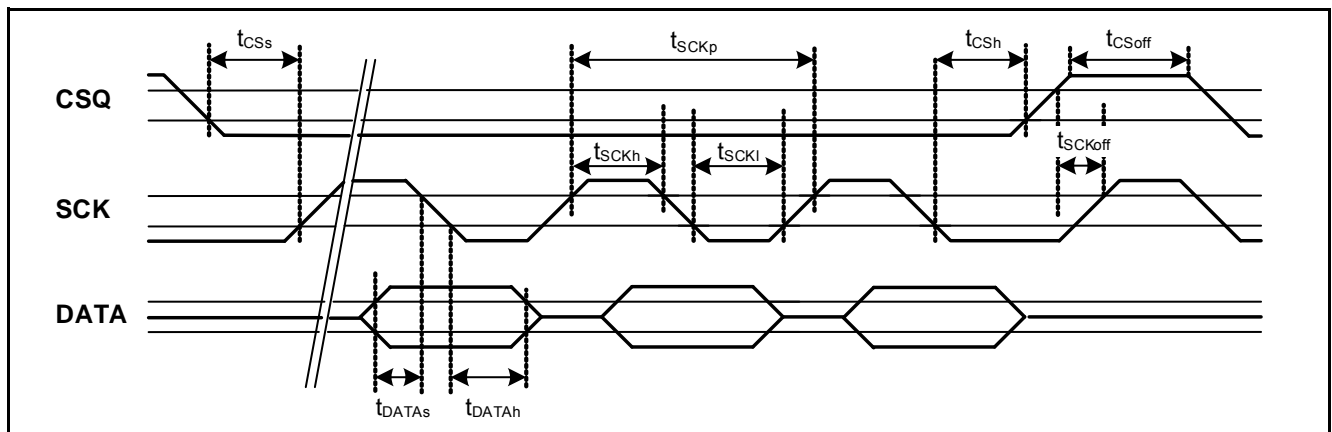 tCSs
tSCKp
tCSh
tCSoff
CSQ
tSCKoff
tSCKh
tSCKl
SCK
DATA
tDATAs
tDATAh